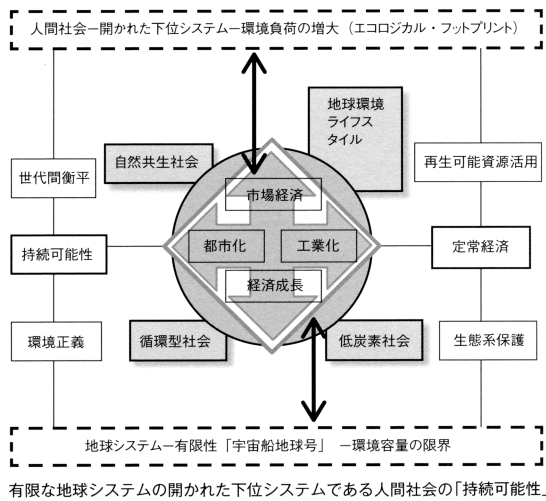 人間社会ー開かれた下位システムー環境負荷の増大（エコロジカル・フットプリント）
地球環境
ライフス
タイル
自然共生社会
再生可能資源活用
世代間衡平
市場経済
持続可能性
都市化
工業化
定常経済
経済成長
環境正義
循環型社会
低炭素社会
生態系保護
地球システムー有限性「宇宙船地球号」ー環境容量の限界
有限な地球システムの開かれた下位システムである人間社会の「持続可能性